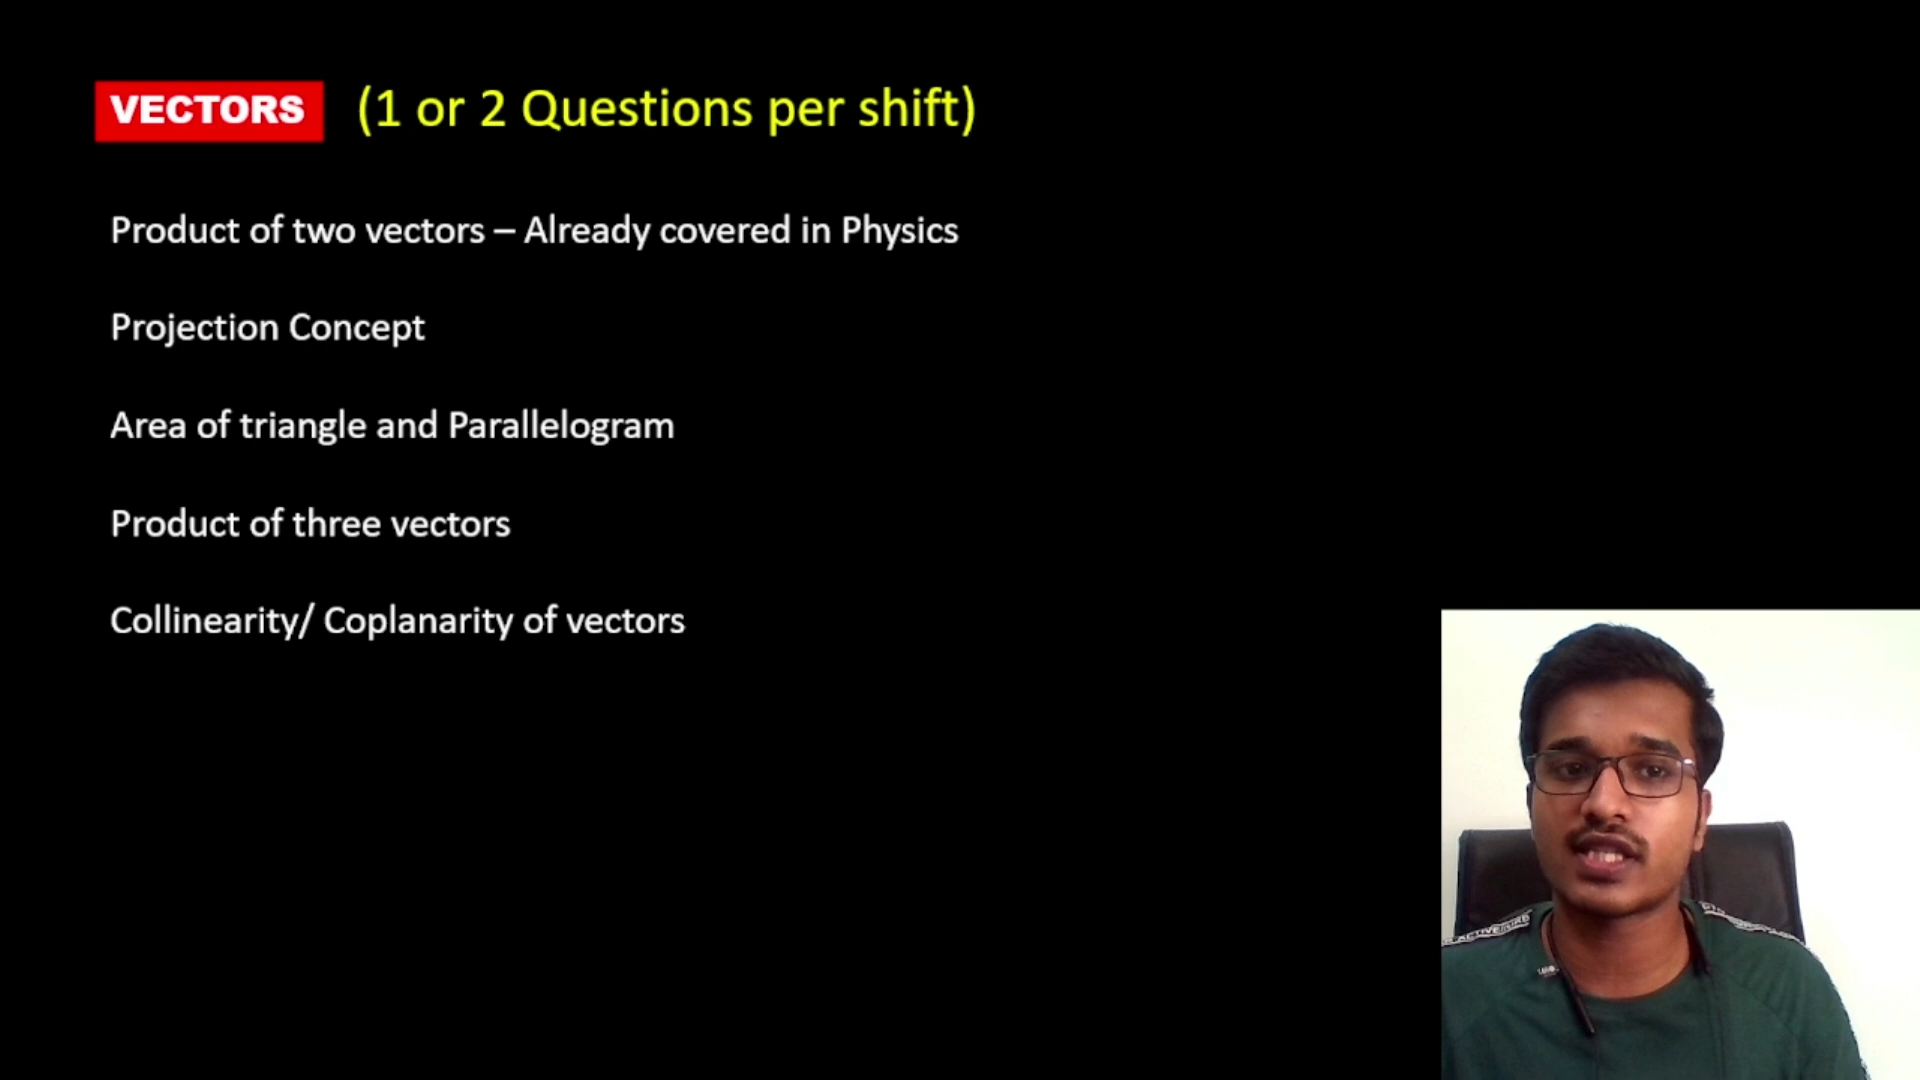 VECTORS (1 or 2 Questions per shift)
Product of two vectors – Already covered in Physics
Projection Concept
Area of triangle and Parallelogram
Product of three vectors
Collinearity/ Coplanarity of vectors